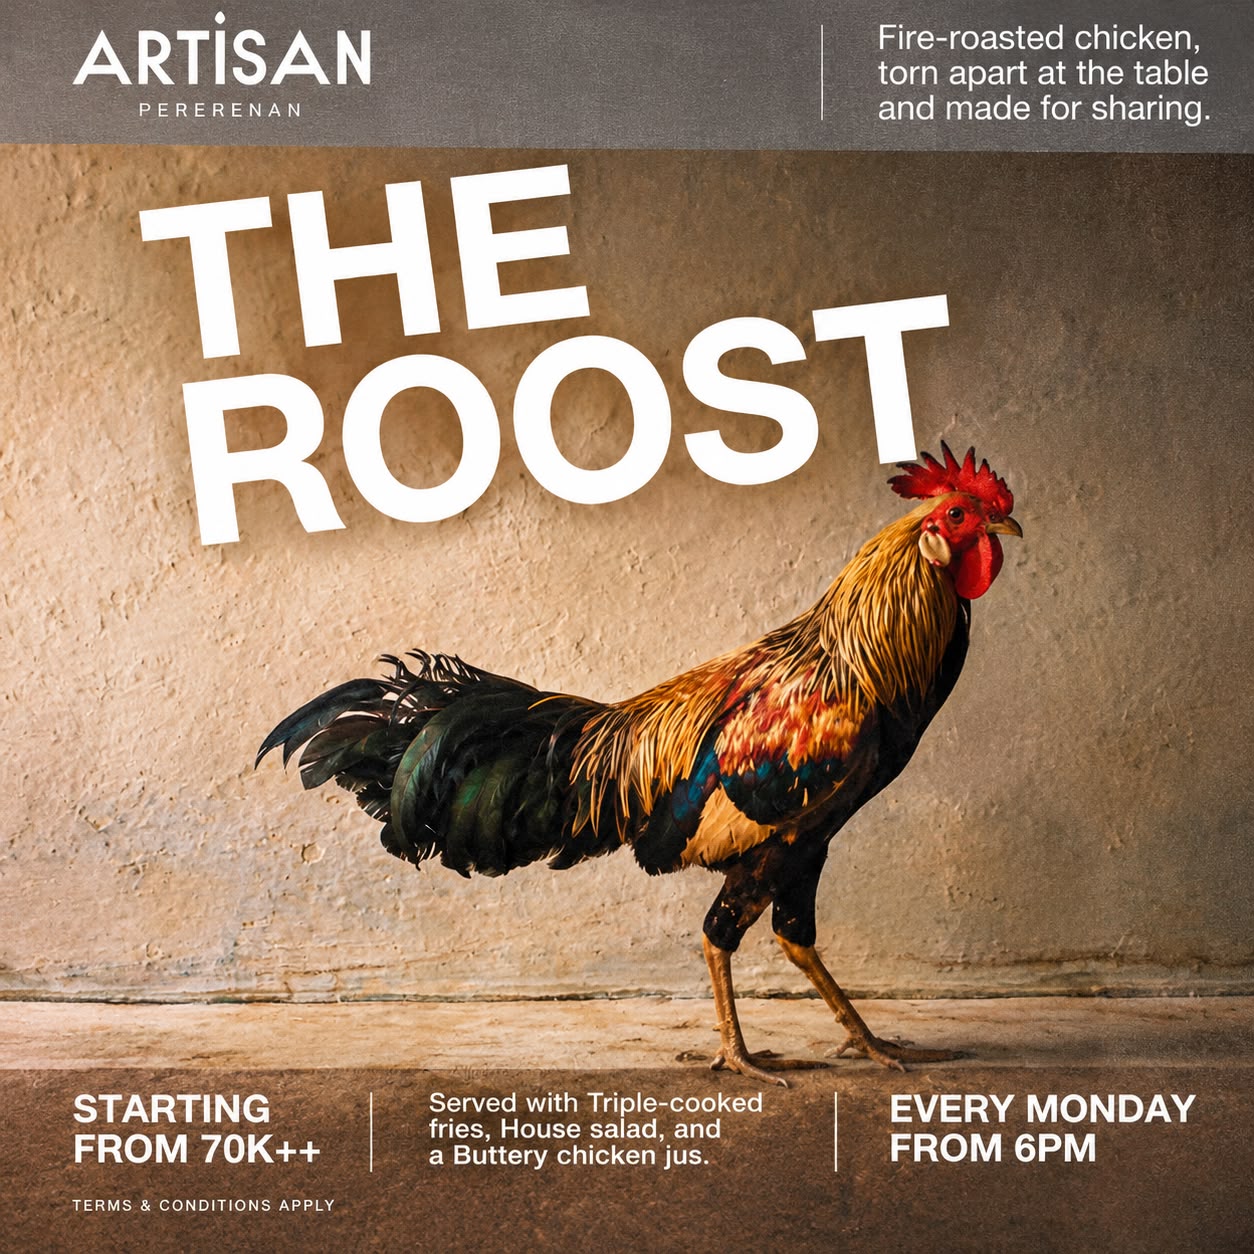 ARTISAN
PERERENAN
Fire-roasted chicken,
torn apart at the table
and made for sharing.
THE
ROOST
STARTING
FROM 70K++
Served with Triple-cooked
fries, House salad, and
a Buttery chicken jus.
EVERY MONDAY
FROM 6PM
TERMS & CONDITIONS APPLY